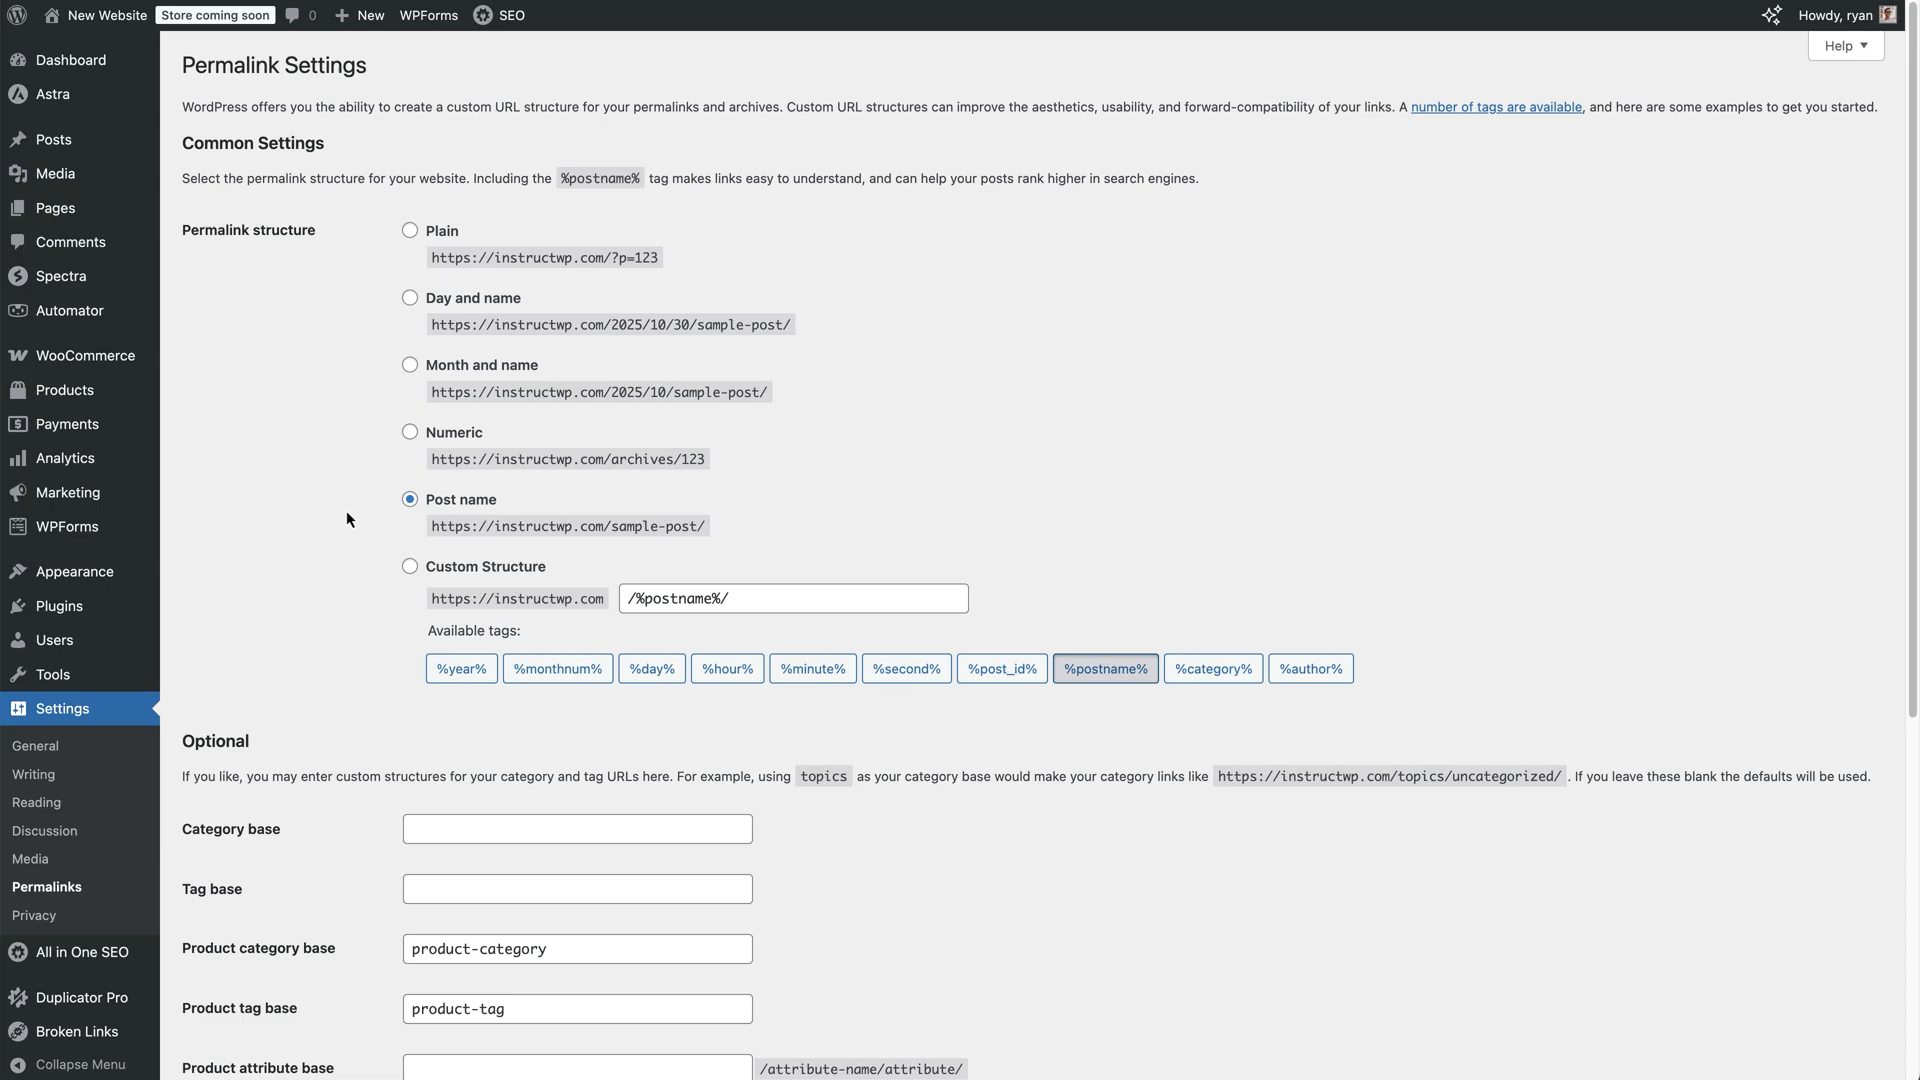 New Website
Store coming soon
0
New
WPForms
SEO
Howdy, ryan
Help
Dashboard
Astra
Posts
Media
Pages
Comments
Spectra
Automator
WooCommerce
Products
Payments
Analytics
Marketing
WPForms
Appearance
Plugins
Users
Tools
Settings
General
Writing
Reading
Discussion
Media
Permalinks
Privacy
All in One SEO
Duplicator Pro
Broken Links
Collapse Menu
Permalink Settings
WordPress offers you the ability to create a custom URL structure for your permalinks and archives. Custom URL structures can improve the aesthetics, usability, and forward-compatibility of your links. A number of tags are available, and here are some examples to get you started.
Common Settings
Select the permalink structure for your website. Including the %postname% tag makes links easy to understand, and can help your posts rank higher in search engines.
Permalink structure
Plain
https://instructwp.com/?p=123
Day and name
https://instructwp.com/2025/10/30/sample-post/
Month and name
https://instructwp.com/2025/10/sample-post/
Numeric
https://instructwp.com/archives/123
Post name
https://instructwp.com/sample-post/
Custom Structure
https://instructwp.com /%postname%/
Available tags:
%year% %monthnum% %day% %hour% %minute% %second% %post_id% %postname% %category% %author%
Optional
If you like, you may enter custom structures for your category and tag URLs here. For example, using topics as your category base would make your category links like https://instructwp.com/topics/uncategorized/ . If you leave these blank the defaults will be used.
Category base
Tag base
Product category base product-category
Product tag base product-tag
Product attribute base /attribute-name/attribute/